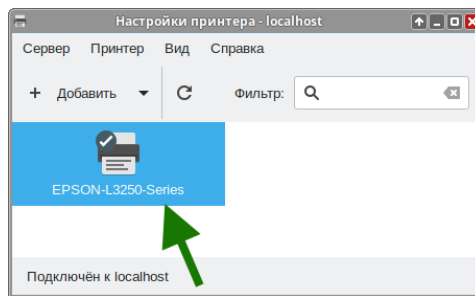 Настройки принтера - localhost
Сервер Принтер Вид Справка
+ Добавить Фильтр:
EPSON-L3250-Series
Подключён к localhost